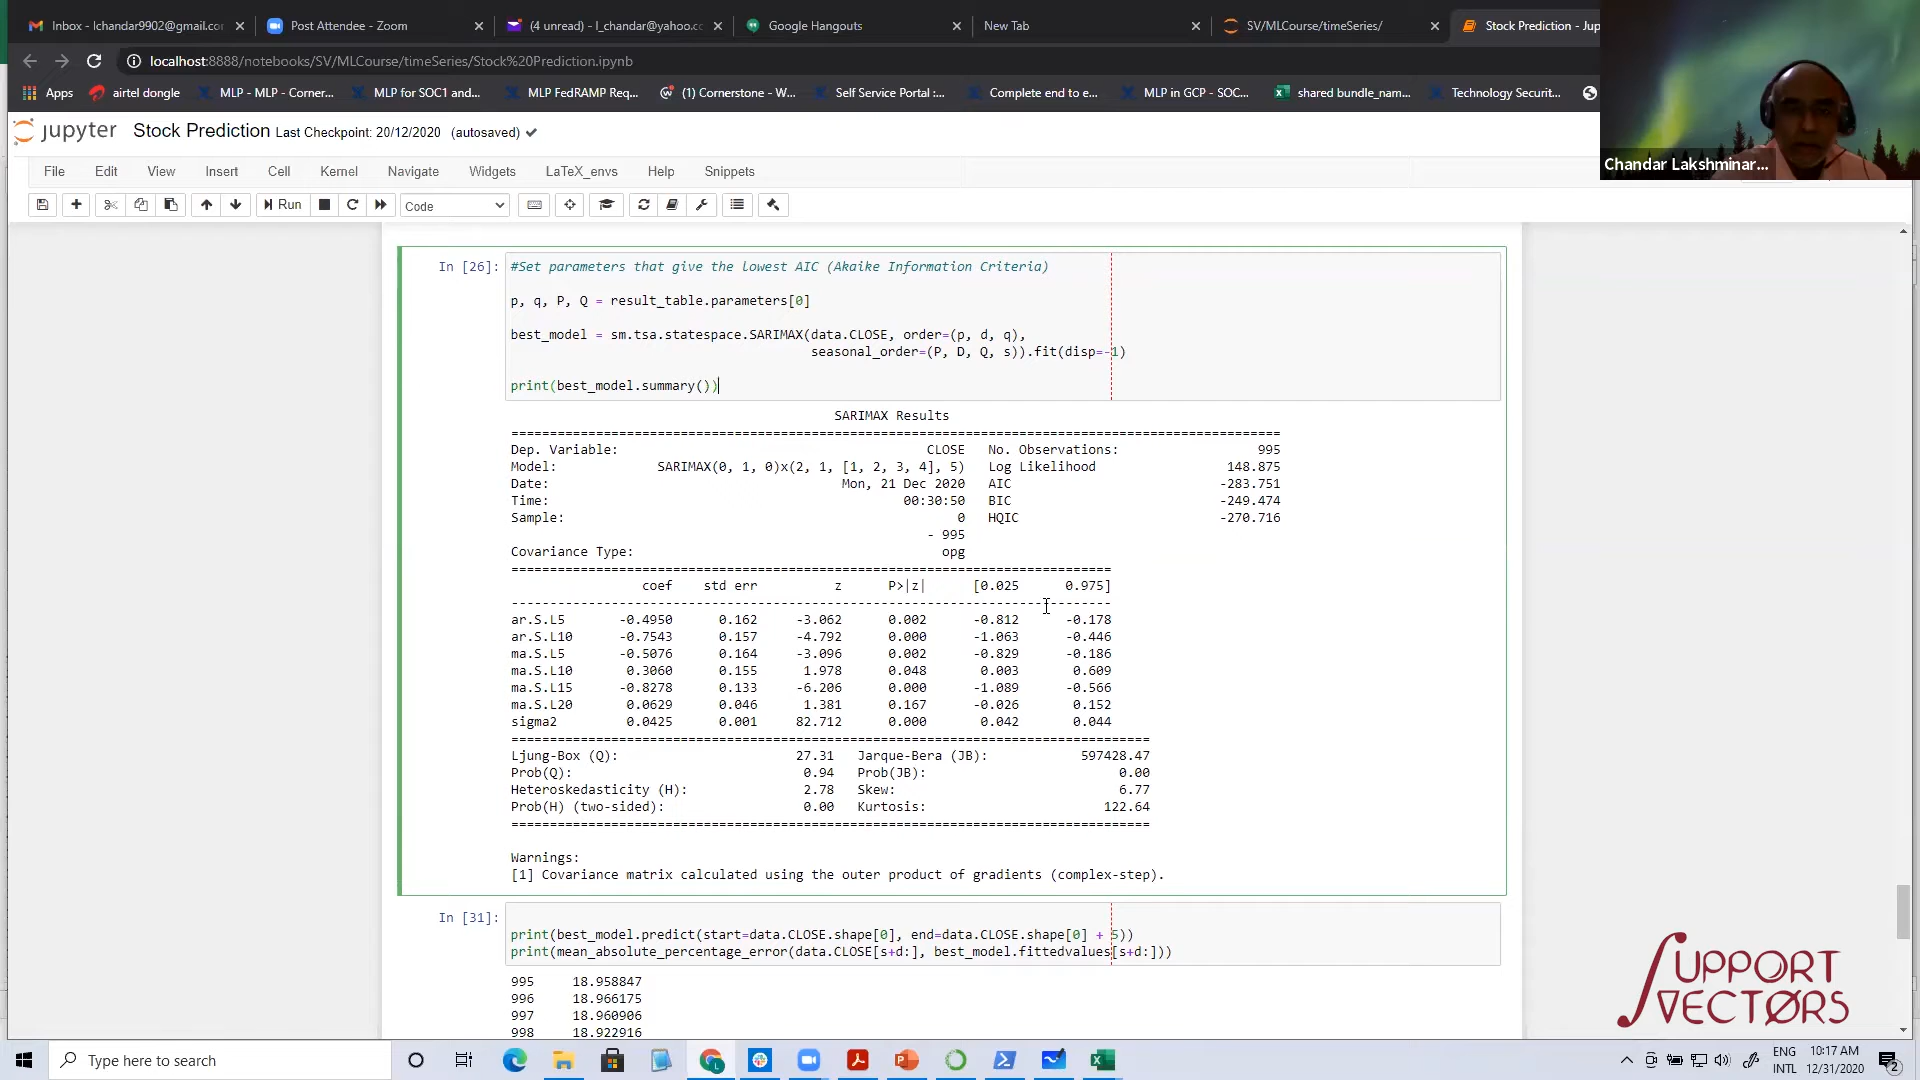 Inbox - lchandar9902@gmail.co
Post Attendee - Zoom
(4 unread) - l_chandar@yahoo.cc
Google Hangouts
New Tab
SV/MLCourse/timeSeries/
Stock Prediction - Jup
localhost:8888/notebooks/SV/MLCourse/timeSeries/Stock%20Prediction.ipynb
Apps
airtel dongle
MLP - MLP - Corner...
MLP for SOC1 and...
MLP FedRAMP Req...
(1) Cornerstone - W...
Self Service Portal :...
Complete end to e...
MLP in GCP - SOC...
shared bundle_nam...
Technology Securit...
jupyter Stock Prediction Last Checkpoint: 20/12/2020 (autosaved)
Chandar Lakshminar...
File Edit View Insert Cell Kernel Navigate Widgets LaTeX_envs Help Snippets
Run
Code
In [26]:
#Set parameters that give the lowest AIC (Akaike Information Criteria)
p, q, P, Q = result_table.parameters[0]
best_model = sm.tsa.statespace.SARIMAX(data.CLOSE, order=(p, d, q),
seasonal_order=(P, D, Q, s)).fit(disp=-1)
print(best_model.summary())
SARIMAX Results
==========================================================================================
Dep. Variable: CLOSE No. Observations: 995
Model: SARIMAX(0, 1, 0)x(2, 1, [1, 2, 3, 4], 5) Log Likelihood 148.875
Date: Mon, 21 Dec 2020 AIC -283.751
Time: 00:30:50 BIC -249.474
Sample: 0 HQIC -270.716
- 995
Covariance Type: opg
==============================================================================
coef std err z P>|z| [0.025 0.975]
------------------------------------------------------------------------------
ar.S.L5 -0.4950 0.162 -3.062 0.002 -0.812 -0.178
ar.S.L10 -0.7543 0.157 -4.792 0.000 -1.063 -0.446
ma.S.L5 -0.5076 0.164 -3.096 0.002 -0.829 -0.186
ma.S.L10 0.3060 0.155 1.978 0.048 0.003 0.609
ma.S.L15 -0.8278 0.133 -6.206 0.000 -1.089 -0.566
ma.S.L20 0.0629 0.046 1.381 0.167 -0.026 0.152
sigma2 0.0425 0.001 82.712 0.000 0.042 0.044
===================================================================================
Ljung-Box (Q): 27.31 Jarque-Bera (JB): 597428.47
Prob(Q): 0.94 Prob(JB): 0.00
Heteroskedasticity (H): 2.78 Skew: 6.77
Prob(H) (two-sided): 0.00 Kurtosis: 122.64
===================================================================================
Warnings:
[1] Covariance matrix calculated using the outer product of gradients (complex-step).
In [31]:
print(best_model.predict(start=data.CLOSE.shape[0], end=data.CLOSE.shape[0] + 5))
print(mean_absolute_percentage_error(data.CLOSE[s+d:], best_model.fittedvalues[s+d:]))
995 18.958847
996 18.966175
997 18.960906
998 18.922916
SUPPORT
VECTORS
Type here to search
ENG
INTL
10:17 AM
12/31/2020
2